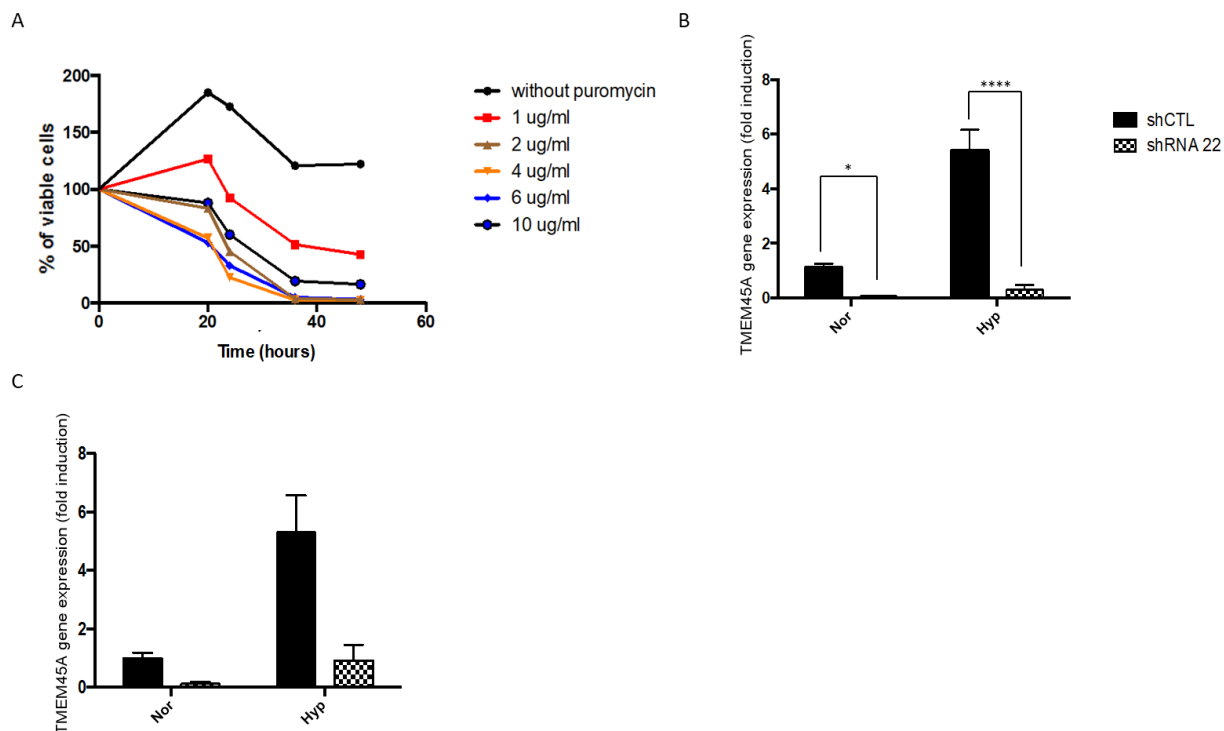 A
200
150
100
50
0
0
20
40
60
% of viable cells
Time (hours)
without puromycin
1 ug/ml
2 ug/ml
4 ug/ml
6 ug/ml
10 ug/ml
B
TMEM45A gene expression (fold induction)
8
6
4
2
0
*
****
Nor
Hyp
shCTL
shRNA 22
C
TMEM45A gene expression (fold induction)
8
6
4
2
0
Nor
Hyp